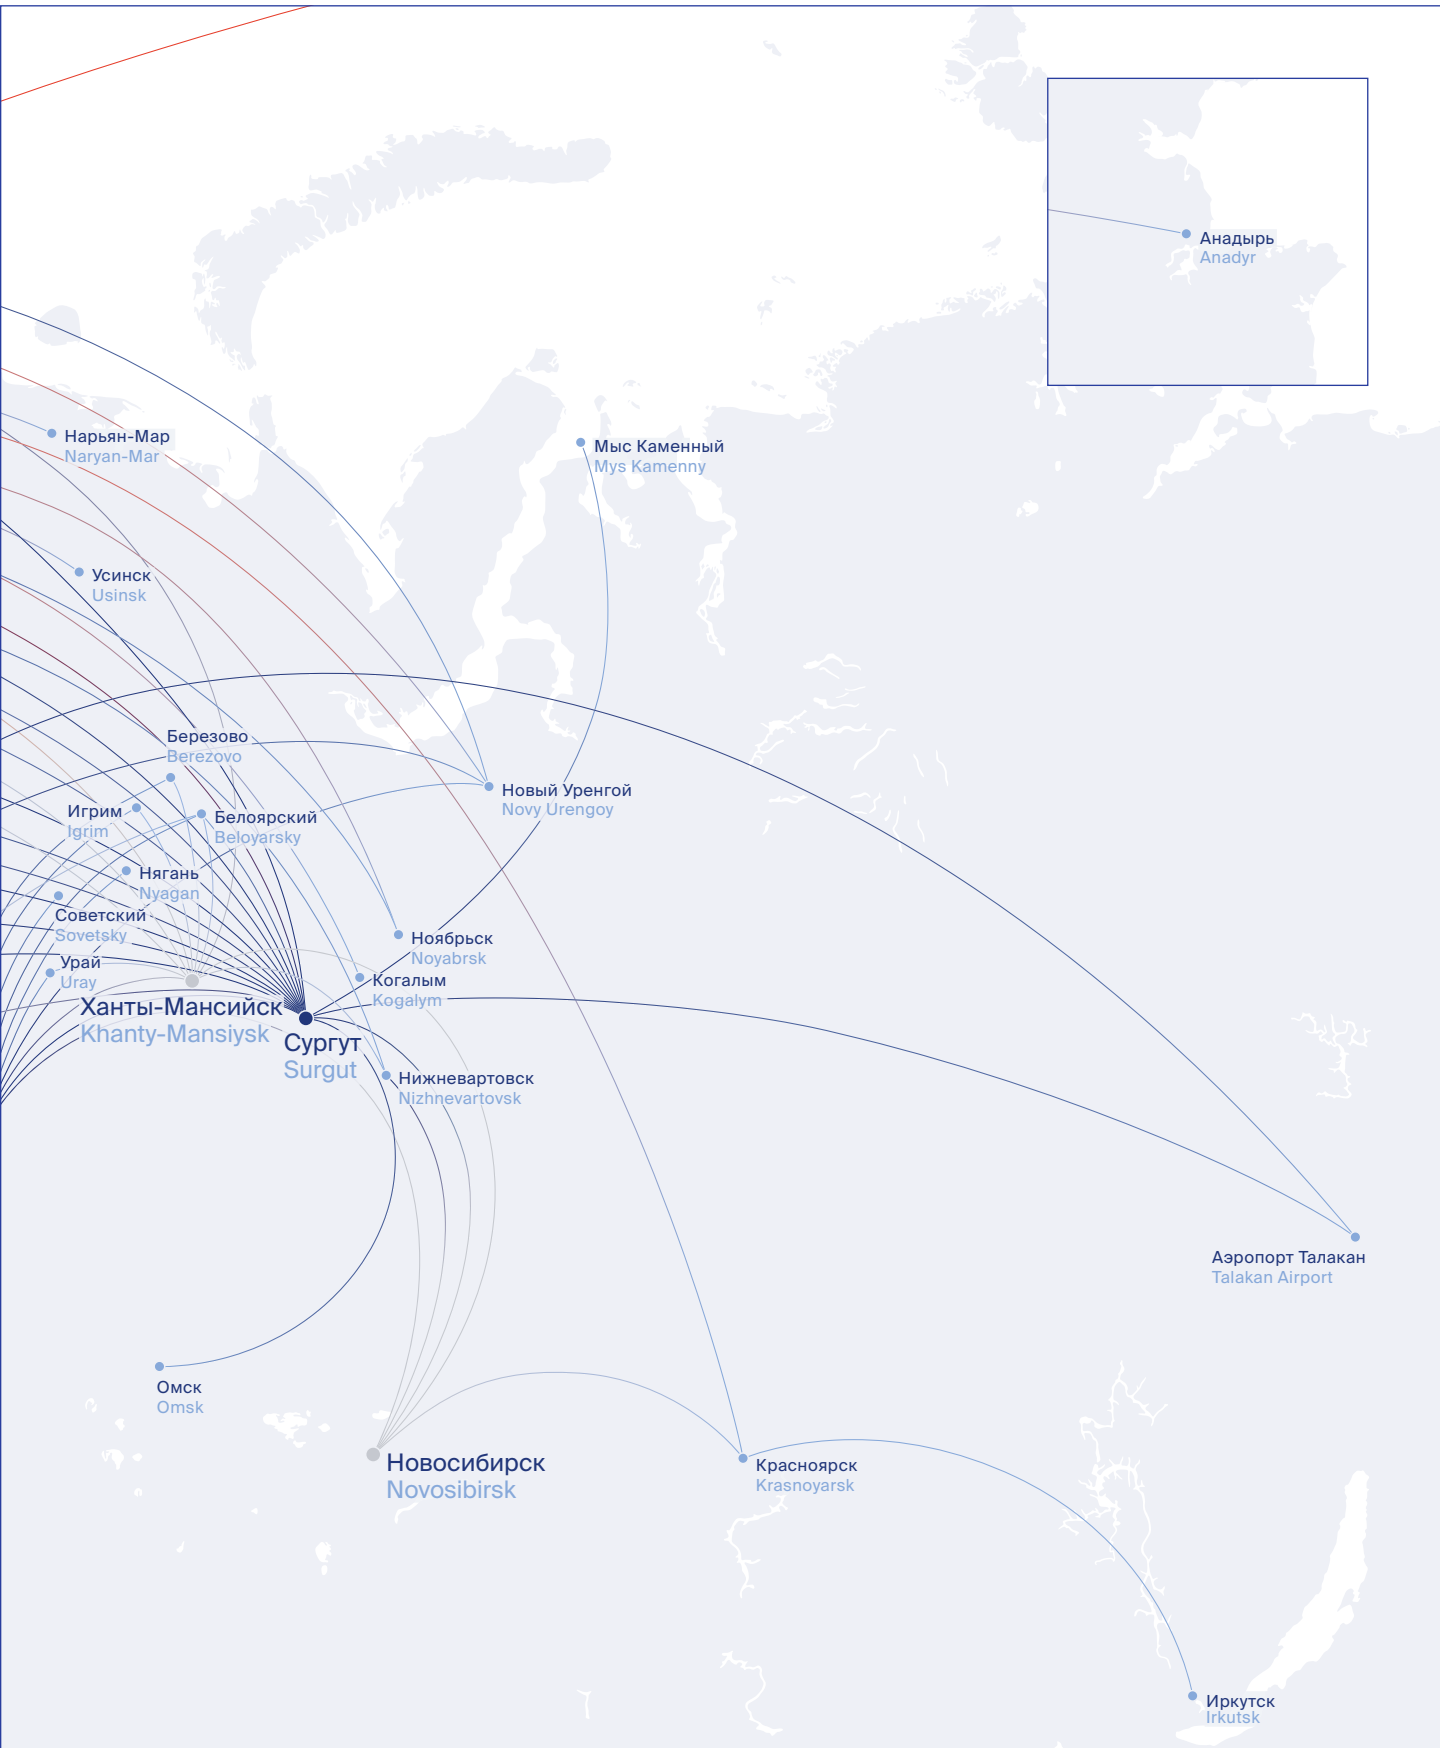 Анадырь
Anadyr
Нарьян-Мар
Naryan-Mar
Мыс Каменный
Mys Kamenny
Усинск
Usinsk
Березово
Berezovo
Новый Уренгой
Novy Urengoy
Игрим
Igrim
Белоярский
Beloyarsky
Нягань
Nyagan
Советский
Sovetsky
Ноябрьск
Noyabrsk
Урай
Uray
Когалым
Kogalym
Ханты-Мансийск
Khanty-Mansiysk
Сургут
Surgut
Нижневартовск
Nizhnevartovsk
Аэропорт Талакан
Talakan Airport
Омск
Omsk
Новосибирск
Novosibirsk
Красноярск
Krasnoyarsk
Иркутск
Irkutsk